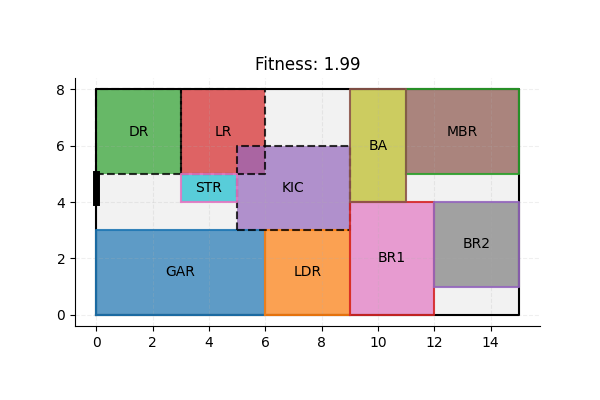 Fitness: 1.99
8
6
4
2
0
DR
LR
BA
MBR
STR
KIC
GAR
LDR
BR1
BR2
0 2 4 6 8 10 12 14